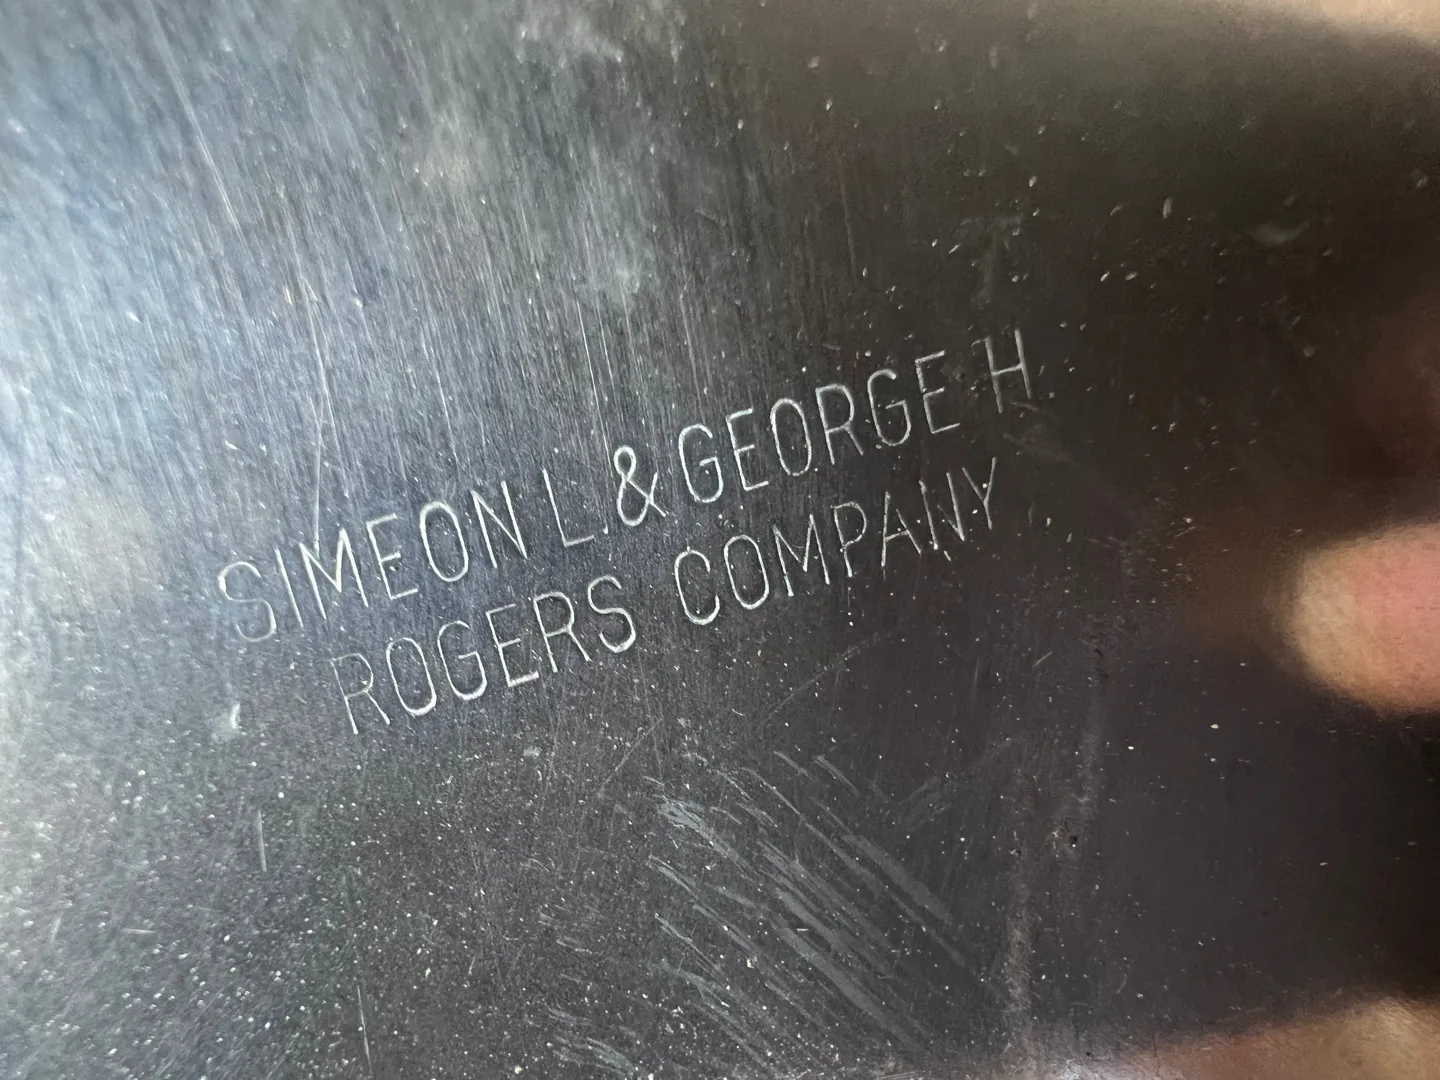 SIMEON L. & GEORGE H.
ROGERS COMPANY